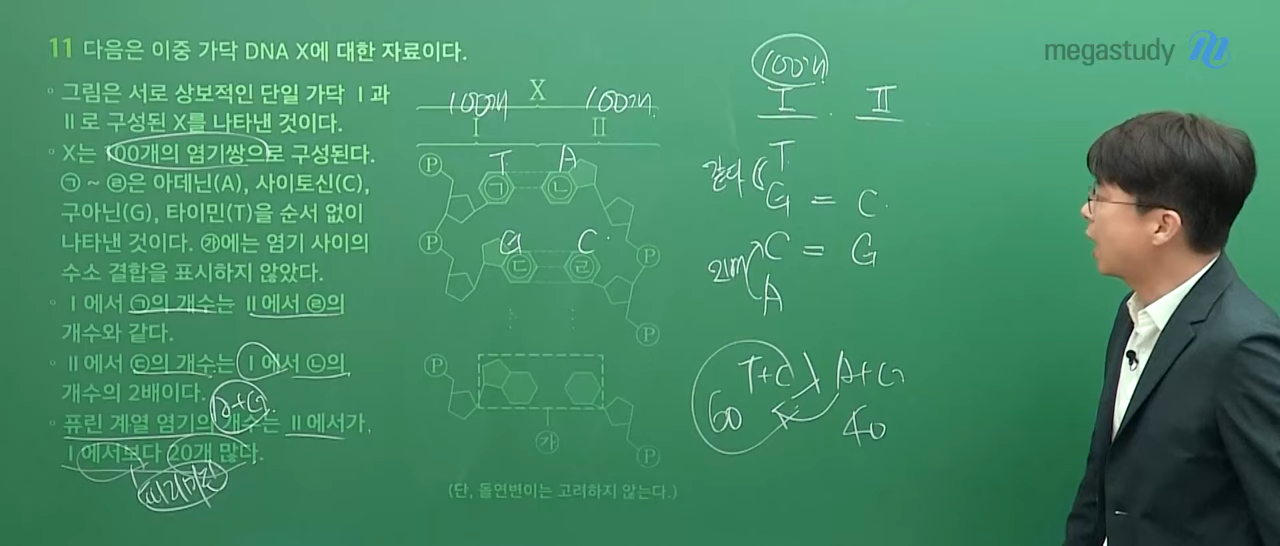 11 다음은 이중 가닥 DNA X에 대한 자료이다.
그림은 서로 상보적인 단일 가닥 Ⅰ과
Ⅱ로 구성된 X를 나타낸 것이다.
X는 100개의 염기쌍으로 구성된다.
㉠ ~ ㉣은 아데닌(A), 사이토신(C),
구아닌(G), 타이민(T)을 순서 없이
나타낸 것이다. ㉮에는 염기 사이의
수소 결합을 표시하지 않았다.
Ⅰ에서 ㉠의 개수는 Ⅱ에서 ㉣의
개수와 같다.
Ⅱ에서 ㉢의 개수는 Ⅰ에서 ㉡의
개수의 2배이다.
A+G
퓨린 계열 염기의 개수는 Ⅱ에서가
Ⅰ에서보다 20개 많다.
피리미딘
X
100개 100개
Ⅰ Ⅱ
P T A
㉠ ㉡
P G C
㉢ ㉣ P
P
P
㉮ P
(단, 돌연변이는 고려하지 않는다.)
100개
Ⅰ Ⅱ
같다 T
G = C
2배 C = G
A
T+C A+G
60 40
megastudy